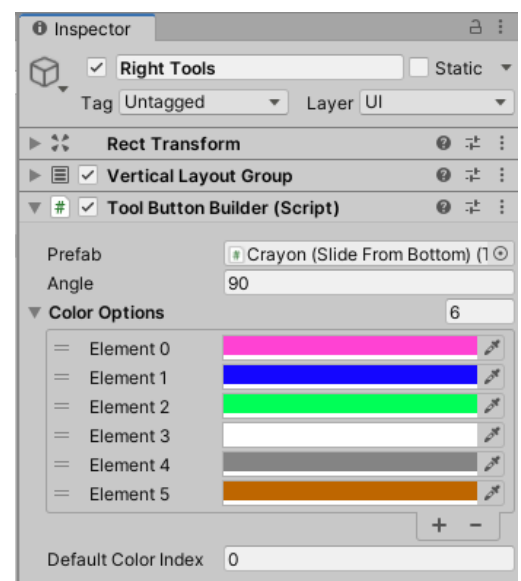 Inspector
Right Tools Static
Tag Untagged Layer UI
Rect Transform
Vertical Layout Group
# Tool Button Builder (Script)
Prefab # Crayon (Slide From Bottom) (T
Angle 90
Color Options 6
Element 0
Element 1
Element 2
Element 3
Element 4
Element 5
+ -
Default Color Index 0